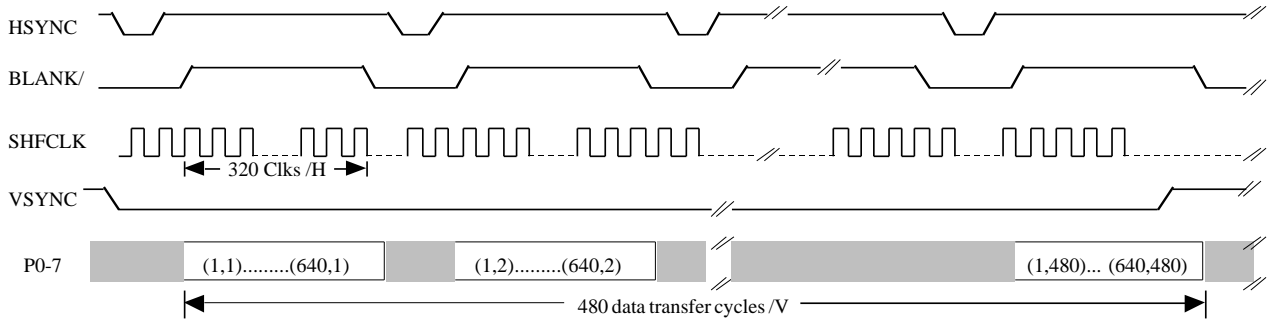 HSYNC
BLANK/
SHFCLK
320 Clks /H
VSYNC
P0-7
(1,1).........(640,1)
(1,2).........(640,2)
(1,480)... (640,480)
480 data transfer cycles /V